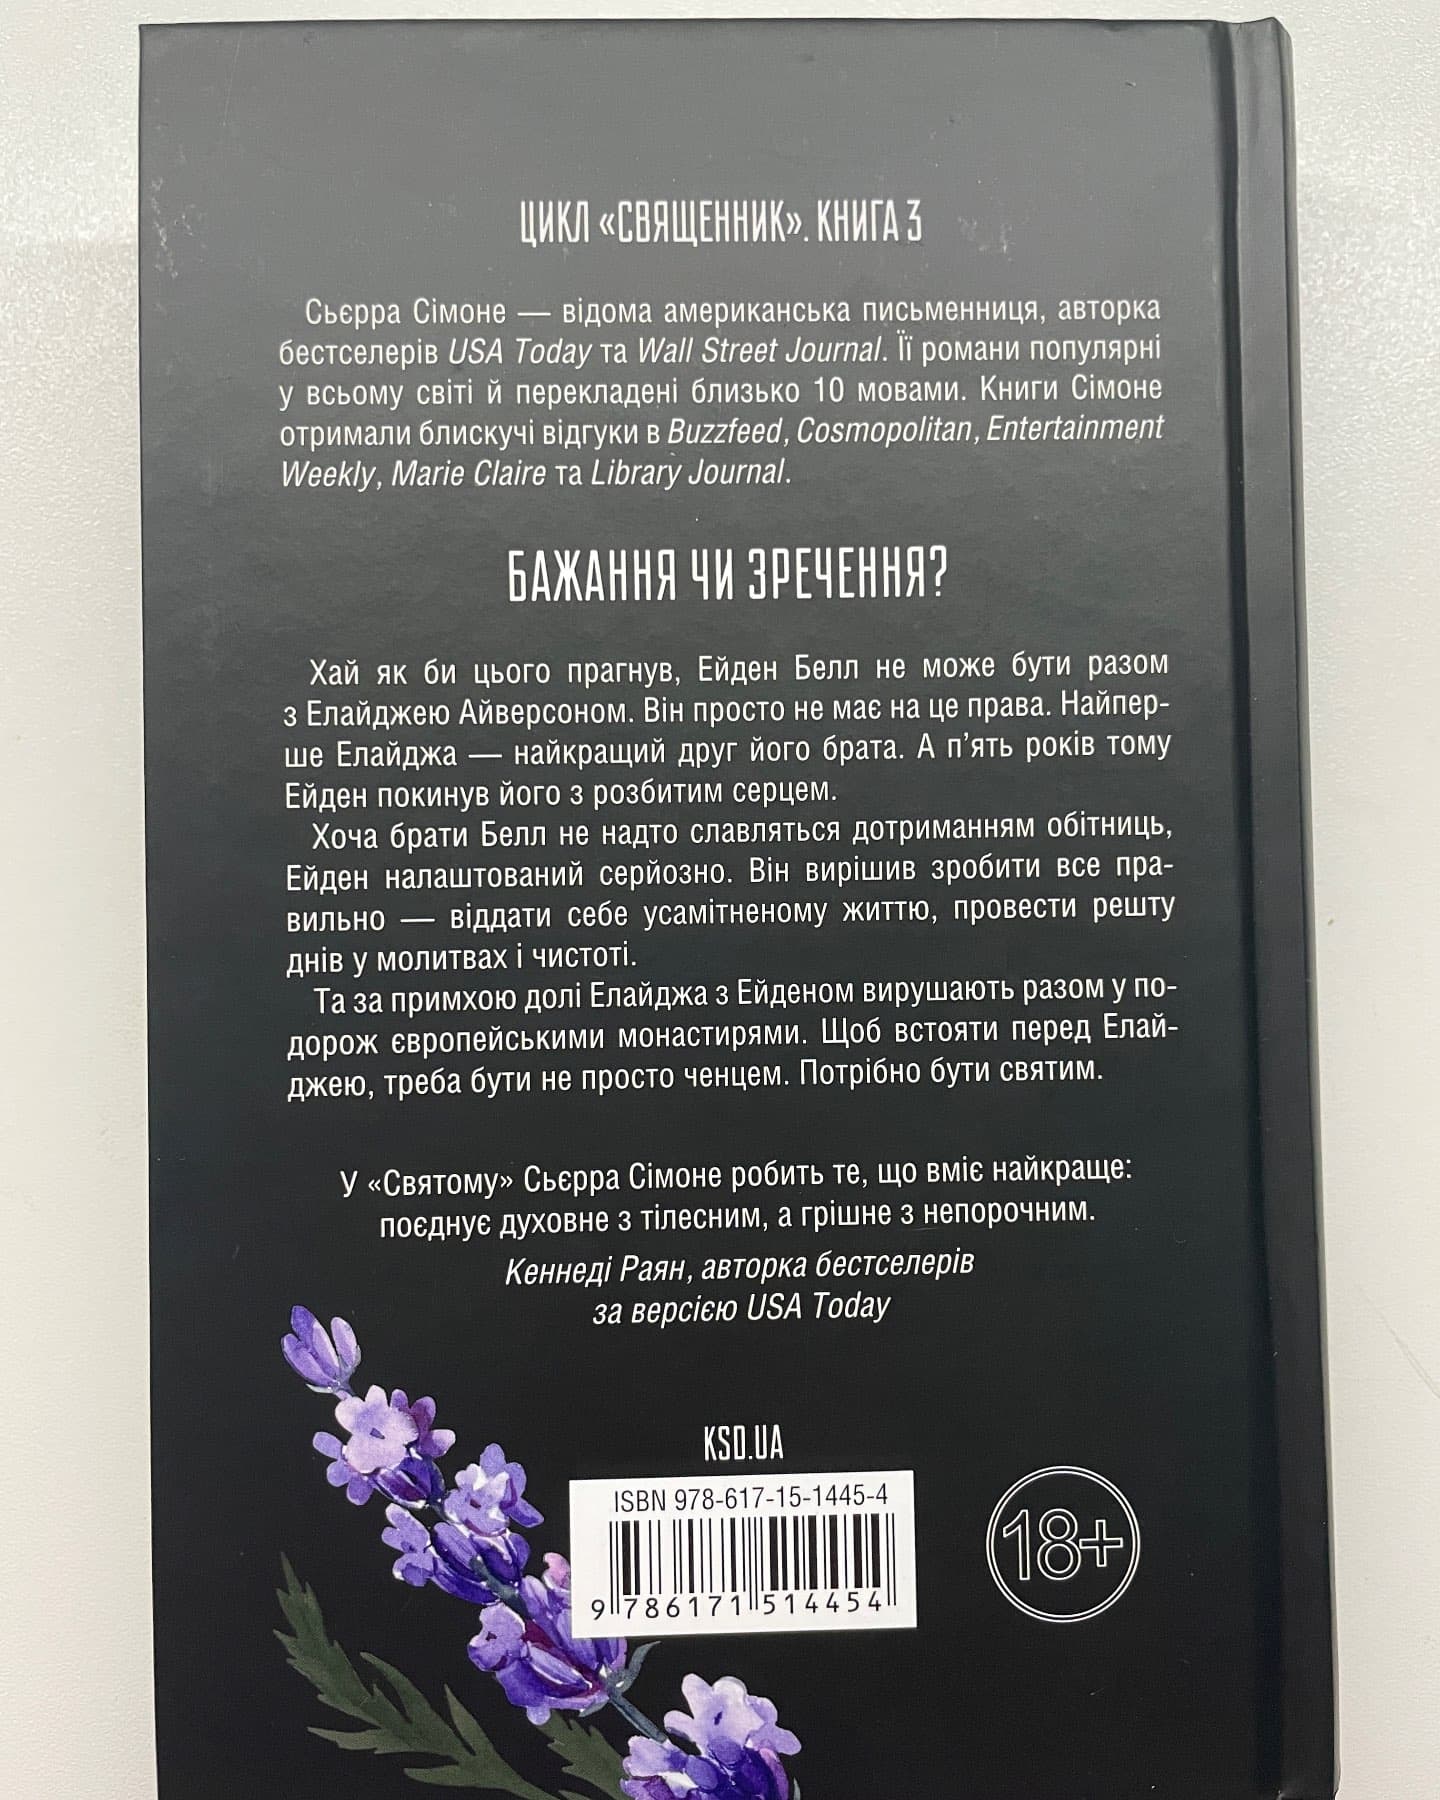 ЦИКЛ «СВЯЩЕННИК». КНИГА 3
Сьєрра Сімоне — відома американська письменниця, авторка
бестселерів USA Today та Wall Street Journal. Її романи популярні
у всьому світі й перекладені близько 10 мовами. Книги Сімоне
отримали блискучі відгуки в Buzzfeed, Cosmopolitan, Entertainment
Weekly, Marie Claire та Library Journal.
БАЖАННЯ ЧИ ЗРЕЧЕННЯ?
Хай як би цього прагнув, Ейден Белл не може бути разом
з Елайджею Айверсоном. Він просто не має на це права. Найпер-
ше Елайджа — найкращий друг його брата. А п’ять років тому
Ейден покинув його з розбитим серцем.
Хоча брати Белл не надто славляться дотриманням обітниць,
Ейден налаштований серйозно. Він вирішив зробити все пра-
вильно — віддати себе усамітненому життю, провести решту
днів у молитвах і чистоті.
Та за примхою долі Елайджа з Ейденом вирушають разом у по-
дорож європейськими монастирями. Щоб встояти перед Елай-
джею, треба бути не просто ченцем. Потрібно бути святим.
У «Святому» Сьєрра Сімоне робить те, що вміє найкраще:
поєднує духовне з тілесним, а грішне з непорочним.
Кеннеді Раян, авторка бестселерів
за версією USA Today
KSD.UA
ISBN 978-617-15-1445-4
9 786171 514454
18+